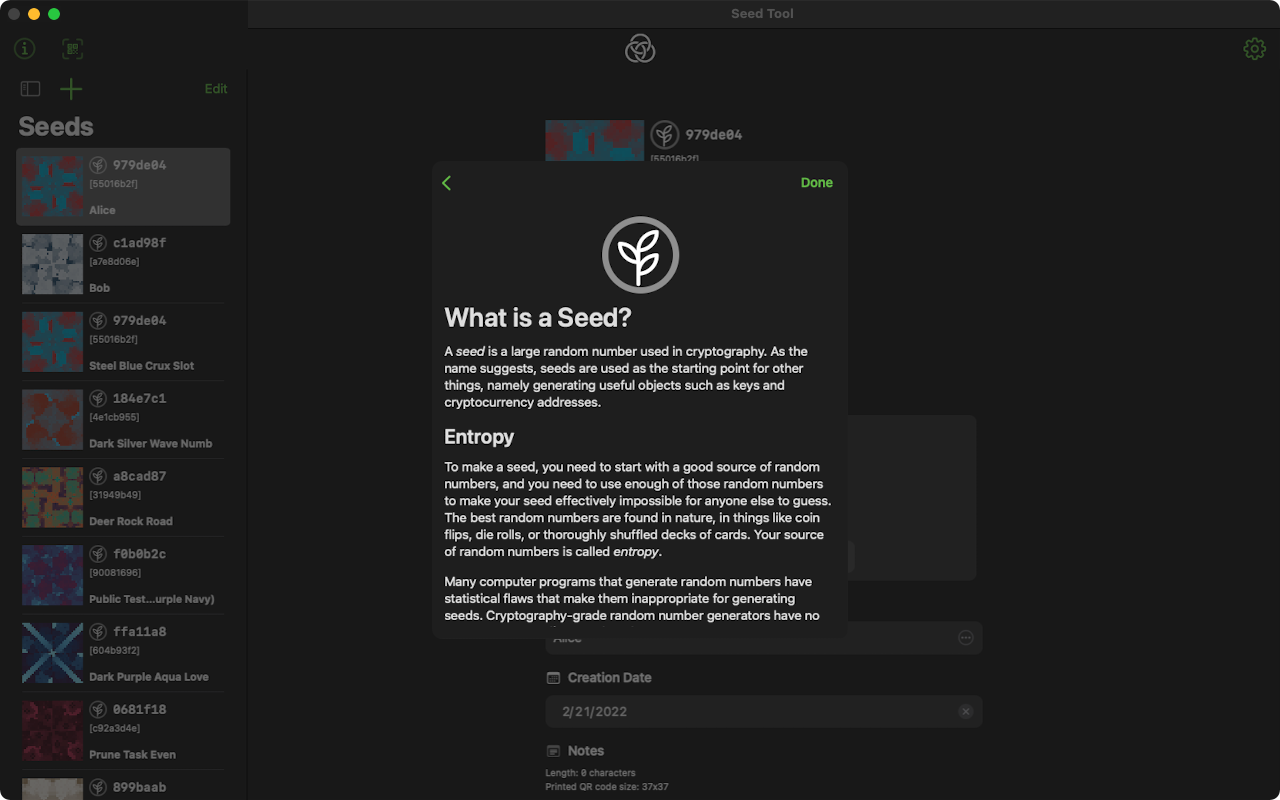 Seed Tool
Edit
Seeds
979de04
[55016b2f]
Alice
c1ad98f
[a7e8d06e]
Bob
979de04
[55016b2f]
Steel Blue Crux Slot
184e7c1
[4e1cb955]
Dark Silver Wave Numb
a8cad87
[31949b49]
Deer Rock Road
f0b0b2c
[90081696]
Public Test...urple Navy)
ffa11a8
[604b93f2]
Dark Purple Aqua Love
0681f18
[c92a3d4e]
Prune Task Even
899baab
979de04
[55016b2f]
Done
What is a Seed?
A seed is a large random number used in cryptography. As the
name suggests, seeds are used as the starting point for other
things, namely generating useful objects such as keys and
cryptocurrency addresses.
Entropy
To make a seed, you need to start with a good source of random
numbers, and you need to use enough of those random numbers
to make your seed effectively impossible for anyone else to guess.
The best random numbers are found in nature, in things like coin
flips, die rolls, or thoroughly shuffled decks of cards. Your source
of random numbers is called entropy.
Many computer programs that generate random numbers have
statistical flaws that make them inappropriate for generating
seeds. Cryptography-grade random number generators have no
Alice
Creation Date
2/21/2022
Notes
Length: 0 characters
Printed QR code size: 37x37